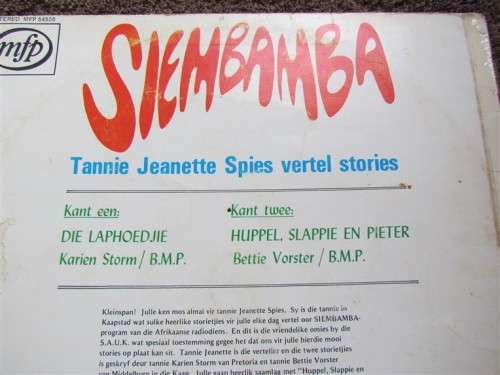 STEREO MFP 54508
mfp
SIEMBAMBA
Tannie Jeanette Spies vertel stories
Kant een:
DIE LAPHOEDJIE
Karien Storm / B.M.P.
•Kant twee:
HUPPEL, SLAPPIE EN PIETER
Bettie Vorster / B.M.P.
Kleinspan! Julle ken mos almal vir tannie Jeanette Spies. Sy is die tannie in
Kaapstad wat sulke heerlike storietjies vir julle elke dag vertel oor SIEMBAMBA-
program van die Afrikaanse radiodiens. En dit is die vriendelike omies by die
S.A.U.K. wat spesiaal toestemming gegee het dat ons vir julle hierdie mooi
stories op plaat kan sit. Tannie Jeanette is die verteller en die twee storietjies
is geskryf deur tannie Karien Storm van Pretoria en tannie Bettie Vorster
van Middelburg in die Kaap. Julle gaan heerlik saamleg met "Huppel, Slappie en